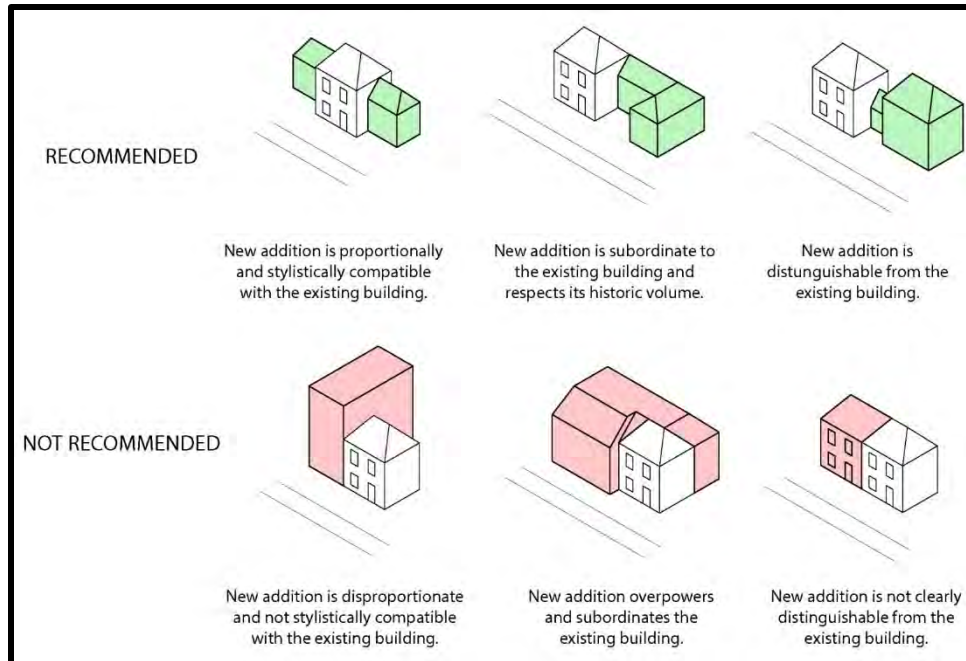 RECOMMENDED
New addition is proportionally
and stylistically compatible
with the existing building.
New addition is subordinate to
the existing building and
respects its historic volume.
New addition is
distunguishable from the
existing building.
NOT RECOMMENDED
New addition is disproportionate
and not stylistically compatible
with the existing building.
New addition overpowers
and subordinates the
existing building.
New addition is not clearly
distinguishable from the
existing building.